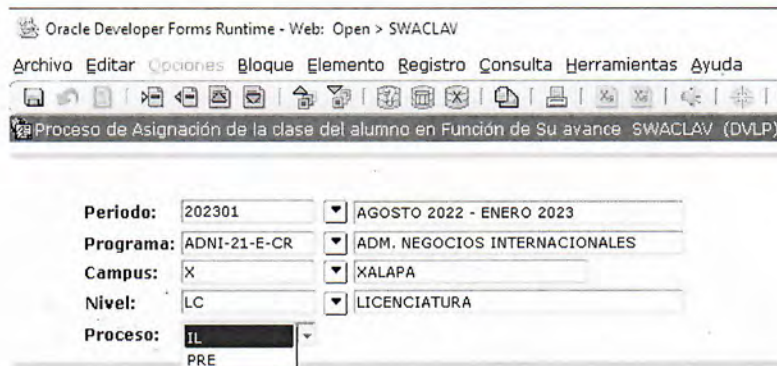 Oracle Developer Forms Runtime - Web: Open > SWACLAV
Archivo Editar Opciones Bloque Elemento Registro Consulta Herramientas Ayuda
Proceso de Asignación de la clase del alumno en Función de Su avance SWACLAV (DVLP)
Periodo: 202301 AGOSTO 2022 - ENERO 2023
Programa: ADNI-21-E-CR ADM. NEGOCIOS INTERNACIONALES
Campus: X XALAPA
Nivel: LC LICENCIATURA
Proceso: IL
PRE